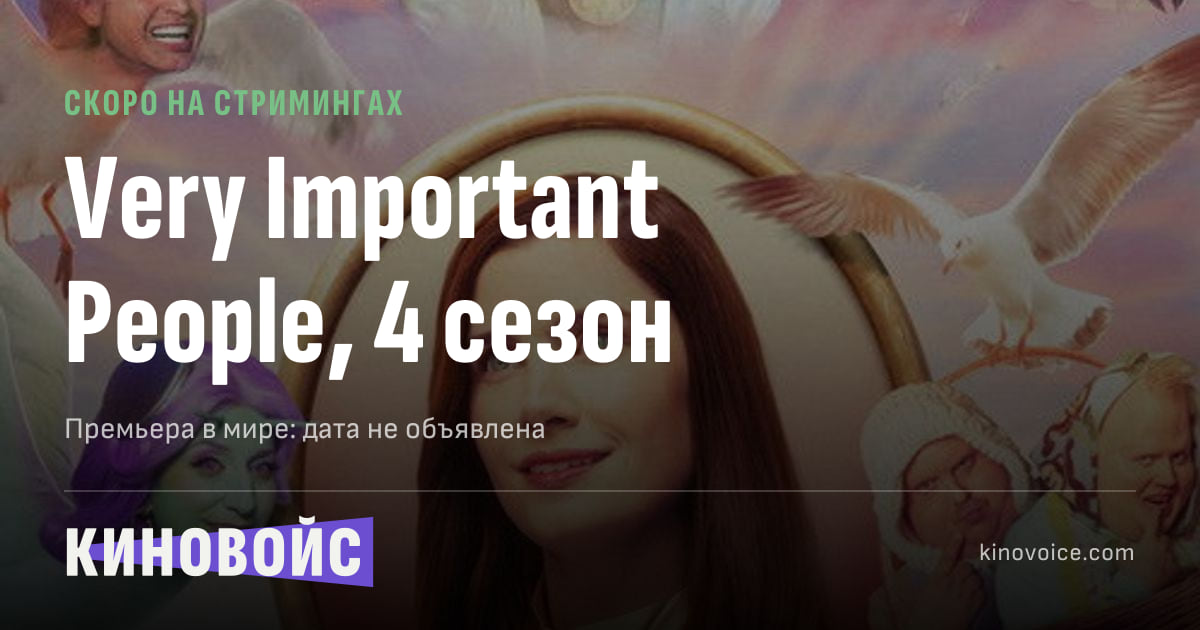 СКОРО НА СТРИМИНГАХ
Very Important
People, 4 сезон
Премьера в мире: дата не объявлена
КИНОВОЙС
kinovoice.com